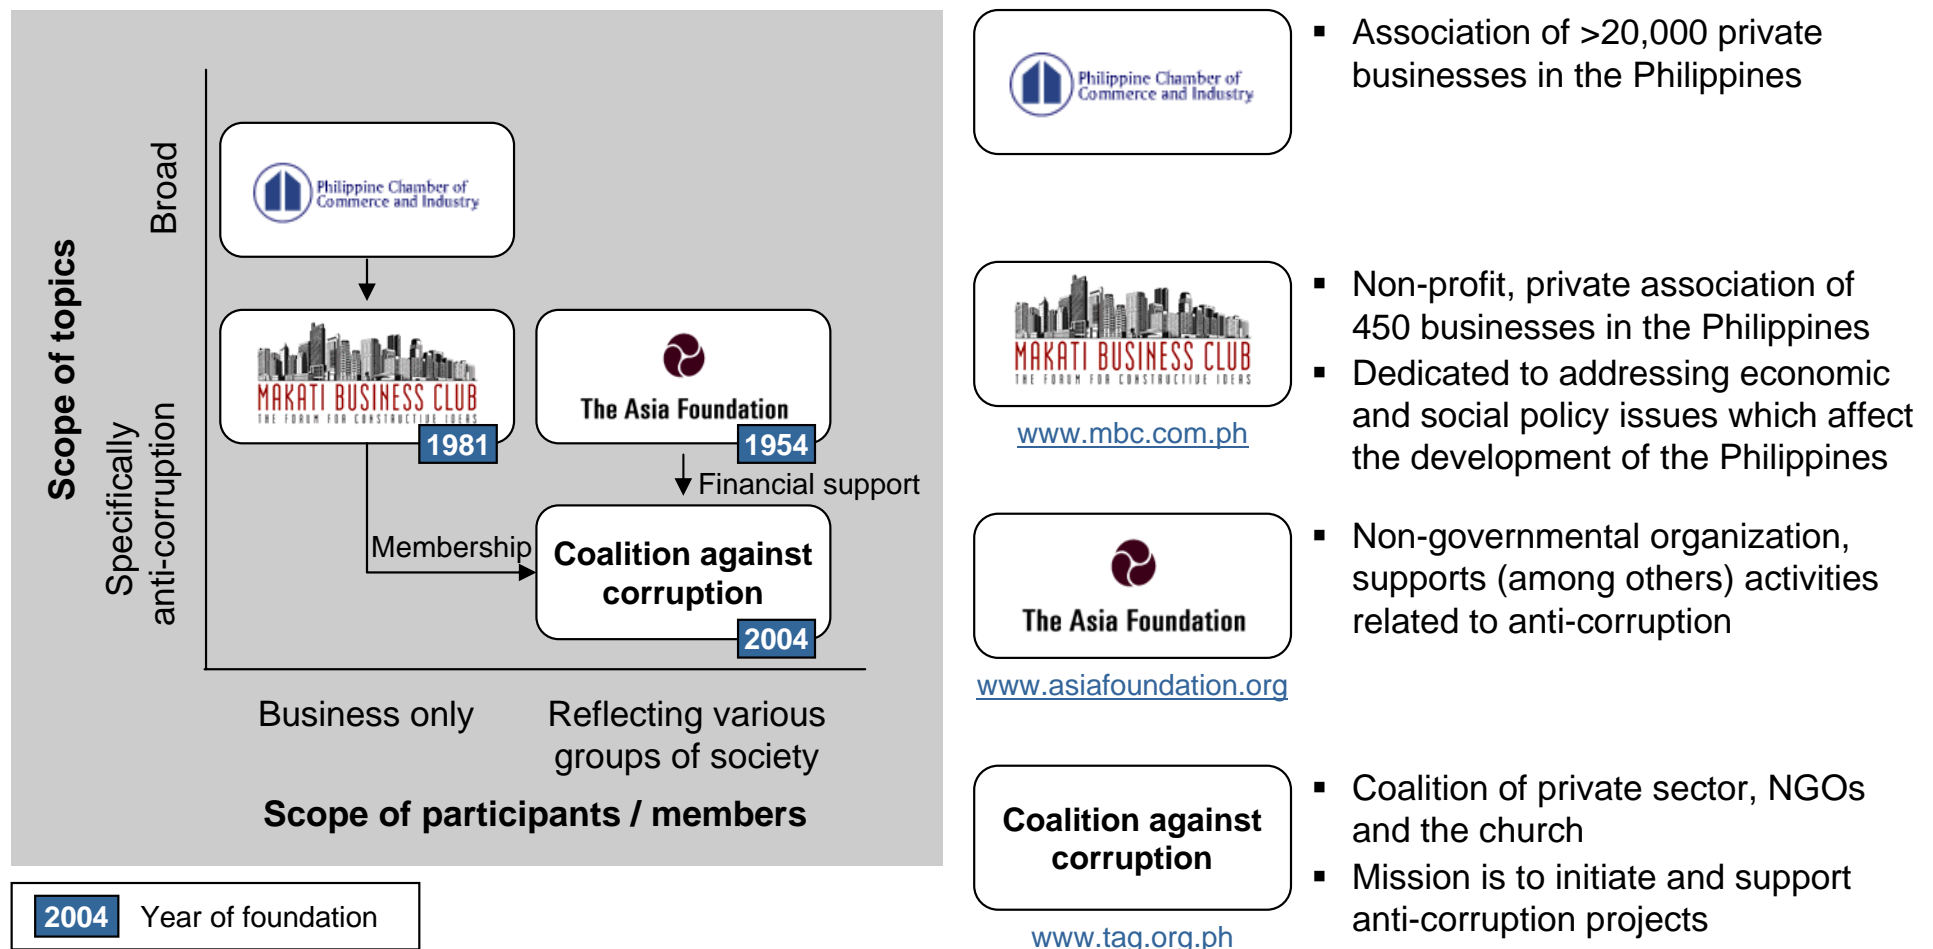 Scope of topics
Broad
Specifically
anti-corruption
Philippine Chamber of
Commerce and Industry
MAKATI BUSINESS CLUB
THE FORUM FOR CONSTRUCTIVE IDEAS
1981
The Asia Foundation
1954
Financial support
Membership
Coalition against
corruption
2004
Business only
Reflecting various
groups of society
Scope of participants / members
2004 Year of foundation
Philippine Chamber of
Commerce and Industry
▪ Association of >20,000 private
businesses in the Philippines
MAKATI BUSINESS CLUB
THE FORUM FOR CONSTRUCTIVE IDEAS
www.mbc.com.ph
▪ Non-profit, private association of
450 businesses in the Philippines
▪ Dedicated to addressing economic
and social policy issues which affect
the development of the Philippines
The Asia Foundation
www.asiafoundation.org
▪ Non-governmental organization,
supports (among others) activities
related to anti-corruption
Coalition against
corruption
www.tag.org.ph
▪ Coalition of private sector, NGOs
and the church
▪ Mission is to initiate and support
anti-corruption projects